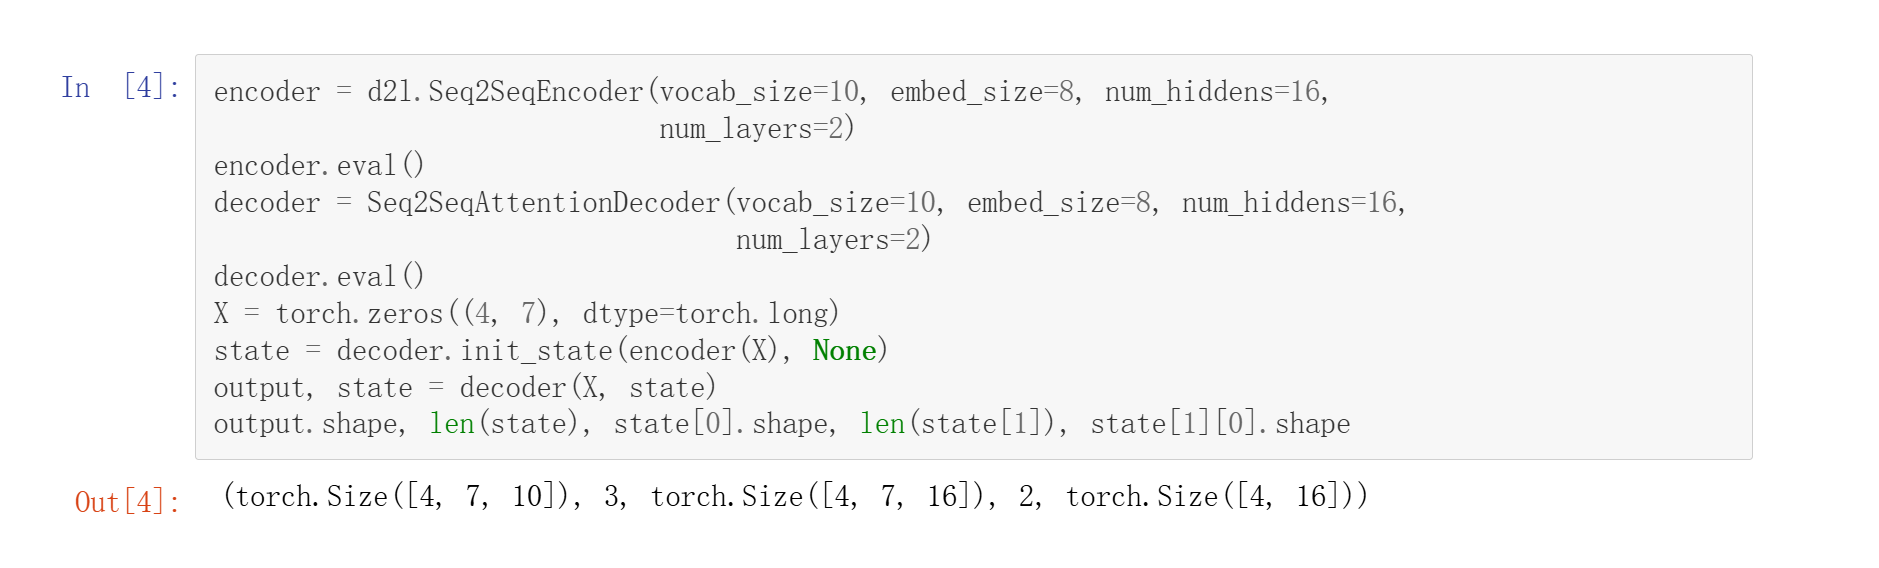 In [4]:
encoder = d2l.Seq2SeqEncoder(vocab_size=10, embed_size=8, num_hiddens=16,
                             num_layers=2)
encoder.eval()
decoder = Seq2SeqAttentionDecoder(vocab_size=10, embed_size=8, num_hiddens=16,
                                  num_layers=2)
decoder.eval()
X = torch.zeros((4, 7), dtype=torch.long)
state = decoder.init_state(encoder(X), None)
output, state = decoder(X, state)
output.shape, len(state), state[0].shape, len(state[1]), state[1][0].shape
Out[4]: (torch.Size([4, 7, 10]), 3, torch.Size([4, 7, 16]), 2, torch.Size([4, 16]))